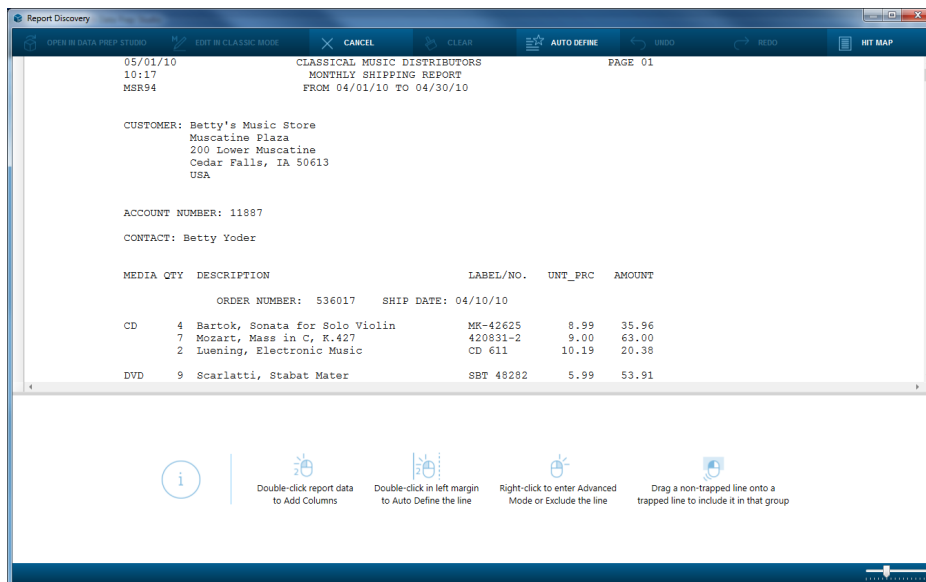 Report Discovery
OPEN IN DATA PREP STUDIO EDIT IN CLASSIC MODE CANCEL CLEAR AUTO DEFINE UNDO REDO HIT MAP
05/01/10 CLASSICAL MUSIC DISTRIBUTORS PAGE 01
10:17 MONTHLY SHIPPING REPORT
MSR94 FROM 04/01/10 TO 04/30/10
CUSTOMER: Betty's Music Store
Muscatine Plaza
200 Lower Muscatine
Cedar Falls, IA 50613
USA
ACCOUNT NUMBER: 11887
CONTACT: Betty Yoder
MEDIA QTY DESCRIPTION LABEL/NO. UNT_PRC AMOUNT
ORDER NUMBER: 536017 SHIP DATE: 04/10/10
CD 4 Bartok, Sonata for Solo Violin MK-42625 8.99 35.96
7 Mozart, Mass in C, K.427 420831-2 9.00 63.00
2 Luening, Electronic Music CD 611 10.19 20.38
DVD 9 Scarlatti, Stabat Mater SBT 48282 5.99 53.91
i
2 2
Double-click report data Double-click in left margin Right-click to enter Advanced Drag a non-trapped line onto a
to Add Columns to Auto Define the line Mode or Exclude the line trapped line to include it in that group